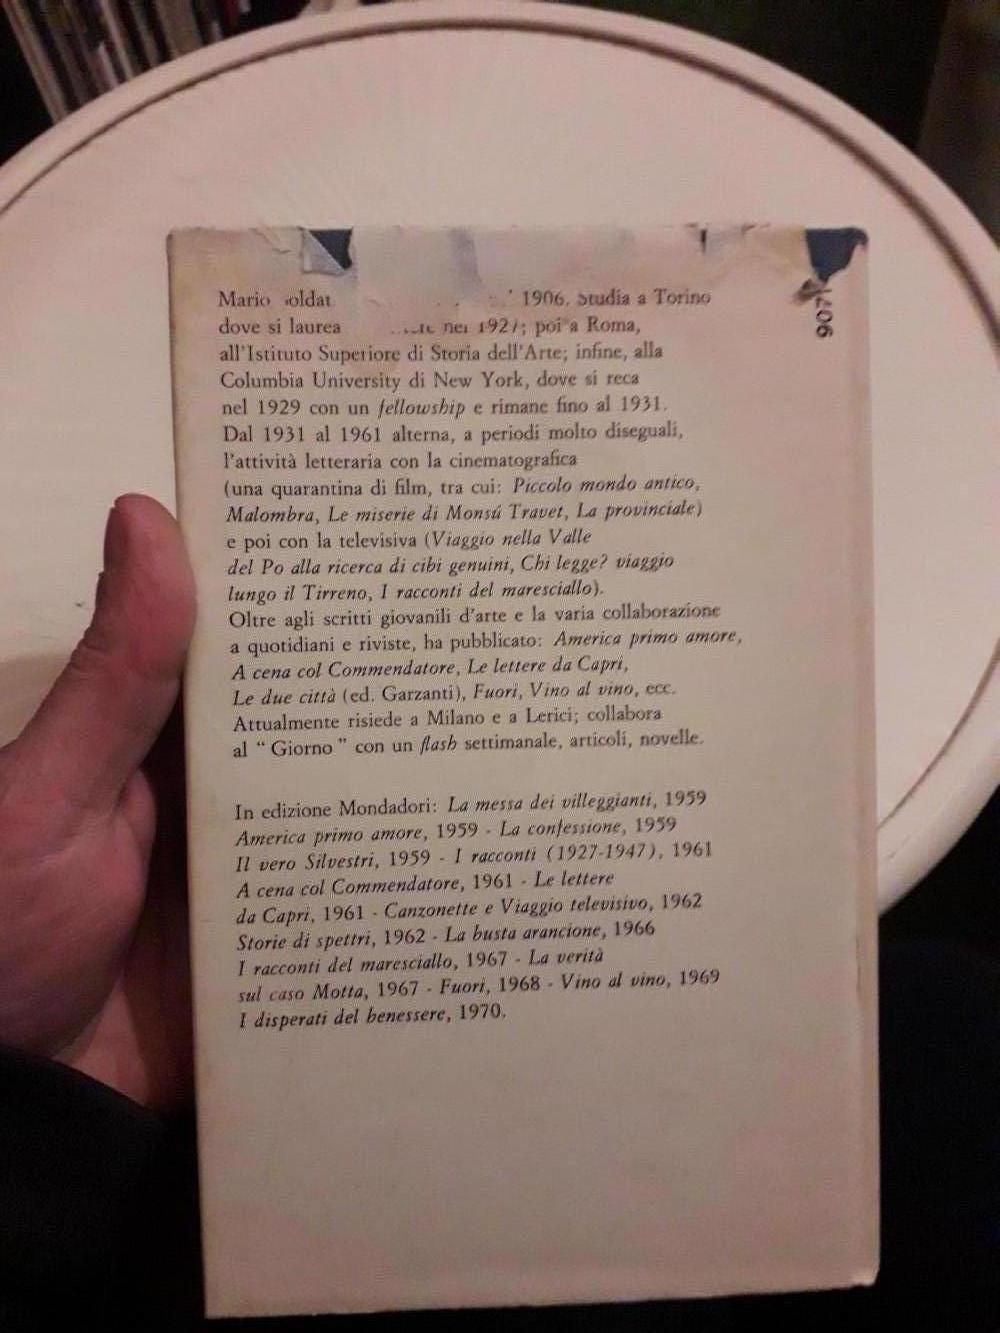 Mario oldat 1906. Studia a Torino
dove si laurea nel 1927; poi a Roma,
all'Istituto Superiore di Storia dell'Arte; infine, alla
Columbia University di New York, dove si reca
nel 1929 con un fellowship e rimane fino al 1931.
Dal 1931 al 1961 alterna, a periodi molto diseguali,
l'attività letteraria con la cinematografica
(una quarantina di film, tra cui: Piccolo mondo antico,
Malombra, Le miserie di Monsú Travet, La provinciale)
e poi con la televisiva (Viaggio nella Valle
del Po alla ricerca di cibi genuini, Chi legge? viaggio
lungo il Tirreno, I racconti del maresciallo).
Oltre agli scritti giovanili d'arte e la varia collaborazione
a quotidiani e riviste, ha pubblicato: America primo amore,
A cena col Commendatore, Le lettere da Capri,
Le due città (ed. Garzanti), Fuori, Vino al vino, ecc.
Attualmente risiede a Milano e a Lerici; collabora
al "Giorno" con un flash settimanale, articoli, novelle.
In edizione Mondadori: La messa dei villeggianti, 1959
America primo amore, 1959 - La confessione, 1959
Il vero Silvestri, 1959 - I racconti (1927-1947), 1961
A cena col Commendatore, 1961 - Le lettere
da Capri, 1961 - Canzonette e Viaggio televisivo, 1962
Storie di spettri, 1962 - La busta arancione, 1966
I racconti del maresciallo, 1967 - La verità
sul caso Motta, 1967 - Fuori, 1968 - Vino al vino, 1969
I disperati del benessere, 1970.